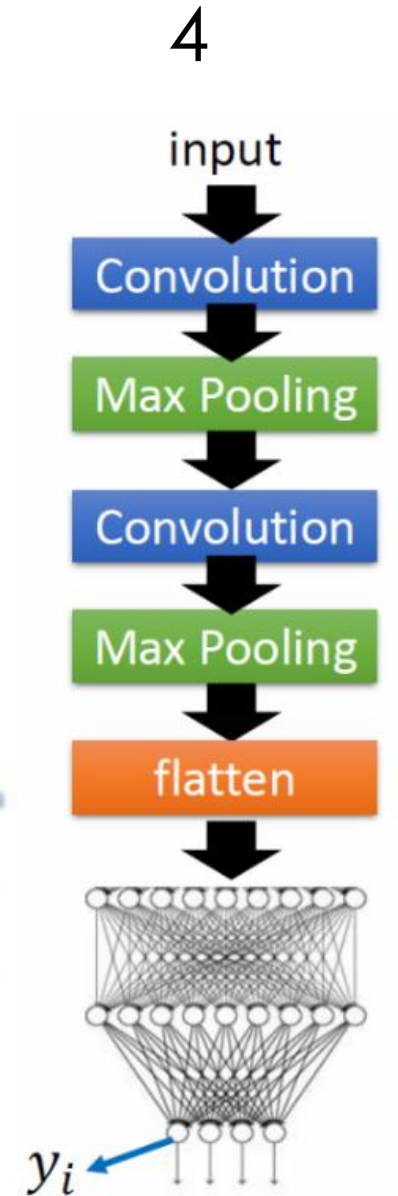 4
input
Convolution
Max Pooling
Convolution
Max Pooling
flatten
yᵢ